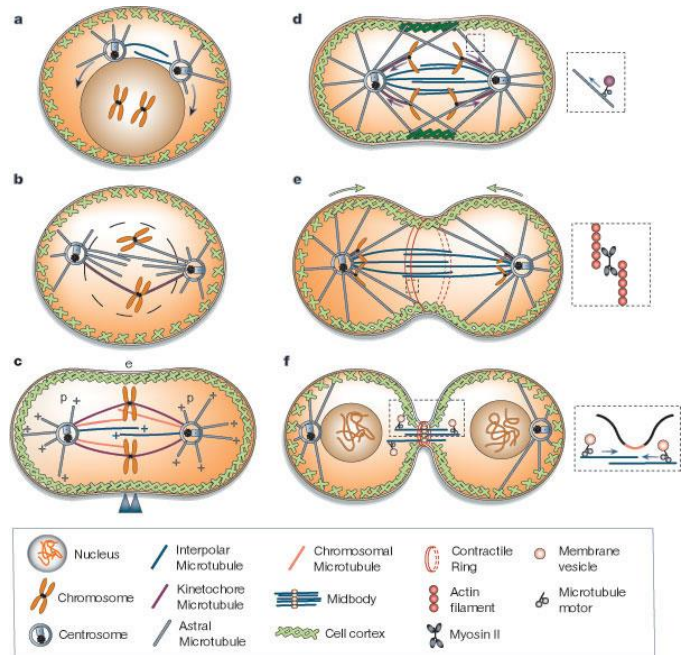 a
b
c
e
p
p
+ + + + + + + + + +
d
e
f
Nucleus
Interpolar
Microtubule
Chromosomal
Microtubule
Contractile
Ring
Membrane
vesicle
Chromosome
Kinetochore
Microtubule
Midbody
Actin
filament
Microtubule
motor
Centrosome
Astral
Microtubule
Cell cortex
Myosin II